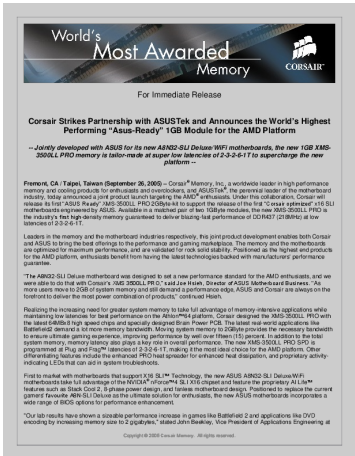 World's
Most Awarded
Memory
CORSAIR
For Immediate Release
Corsair Strikes Partnership with ASUSTek and Announces the World's Highest
Performing "Asus-Ready" 1GB Module for the AMD Platform
-- Jointly developed with ASUS for its new A8N32-SLI Deluxe/WiFi motherboards, the new 1GB XMS-
3500LL PRO memory is tailor-made at super low latencies of 2-3-2-6-1T to supercharge the new
platform --
Fremont, CA / Taipei, Taiwan (September 26, 2005) -- Corsair® Memory, Inc., a worldwide leader in high performance
memory and cooling products for enthusiasts and overclockers, and ASUSTeK®, the perennial leader of the motherboard
industry, today announced a joint product launch targeting the AMD® enthusiasts. Under this collaboration, Corsair will
release its first "ASUS Ready" XMS-3500LL PRO 2GByte kit to support the release of the first "Corsair optimized" x16 SLI
motherboards engineered by ASUS. Available in a matched pair of two 1GByte modules, the new XMS-3500LL PRO is
the industry's first high-density memory guaranteed to deliver blazing-fast performance of DDR437 (218MHz) at low
latencies of 2-3-2-6-1T.
Leaders in the memory and the motherboard industries respectively, this joint product development enables both Corsair
and ASUS to bring the best offerings to the performance and gaming marketplace. The memory and the motherboards
are optimized for maximum performance, and are validated for rock solid stability. Positioned as the highest end products
for the AMD platform, enthusiasts benefit from having the latest technologies backed with manufacturers' performance
guarantee.
"The A8N32-SLI Deluxe motherboard was designed to set a new performance standard for the AMD enthusiasts, and we
were able to do that with Corsair's XMS 3500LL PRO," said Joe Hsieh, Director of ASUS Motherboard Business. "As
more users move to 2GB of system memory and still demand a performance edge, ASUS and Corsair are always on the
forefront to deliver the most power combination of products," continued Hsieh.
Realizing the increasing need for greater system memory to take full advantage of memory-intensive applications while
maintaining low latencies for best performance on the Athlon™64 platform, Corsair designed the XMS-3500LL PRO with
the latest 64Mx8 high speed chips and specially designed Brain Power PCB. The latest real world applications like
Battlefield2 demand a lot more memory bandwidth. Moving system memory to 2GByte provides the necessary bandwidth
to ensure ultimate gaming experience, improving performance by well over fifteen (15) percent. In addition to the total
system memory, memory latency also plays a key role in overall performance. The new XMS-3500LL PRO SPD is
programmed at Plug and Frag™ latencies of 2-3-2-6-1T, making it the most ideal choice for the AMD platform. Other
differentiating features include the enhanced PRO head spreader for enhanced heat dissipation, and proprietary activity-
indicating LEDs that can aid in system troubleshoots.
First to market with motherboards that support X16 SLI™ Technology, the new ASUS A8N32-SLI Deluxe/WiFi
motherboards take full advantage of the NVIDIA® nForce™4 SLI X16 chipset and feature the proprietary AI Life™
features such as Stack Cool 2, 8-phase power design, and fanless motherboard design. Positioned to replace the current
gamers' favourite A8N-SLI Deluxe as the ultimate solution for enthusiasts, the new ASUS motherboards incorporates a
wide range of BIOS options for performance enhancement.
"Our lab results have shown a sizeable performance increase in games like Battlefield 2 and applications like DVD
encoding by increasing memory size to 2 gigabytes," stated John Beekley, Vice President of Applications Engineering at
Copyright © 2005 Corsair Memory. All rights reserved.